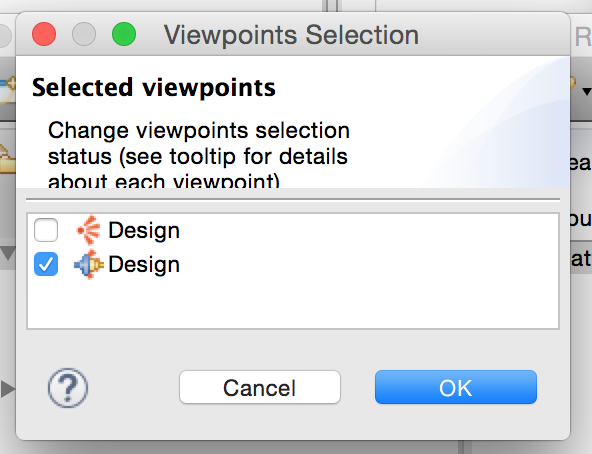 Viewpoints Selection
Selected viewpoints
Change viewpoints selection
status (see tooltip for details
about each viewpoint)
Design
Design
?
Cancel
OK
R
ea
ou
at